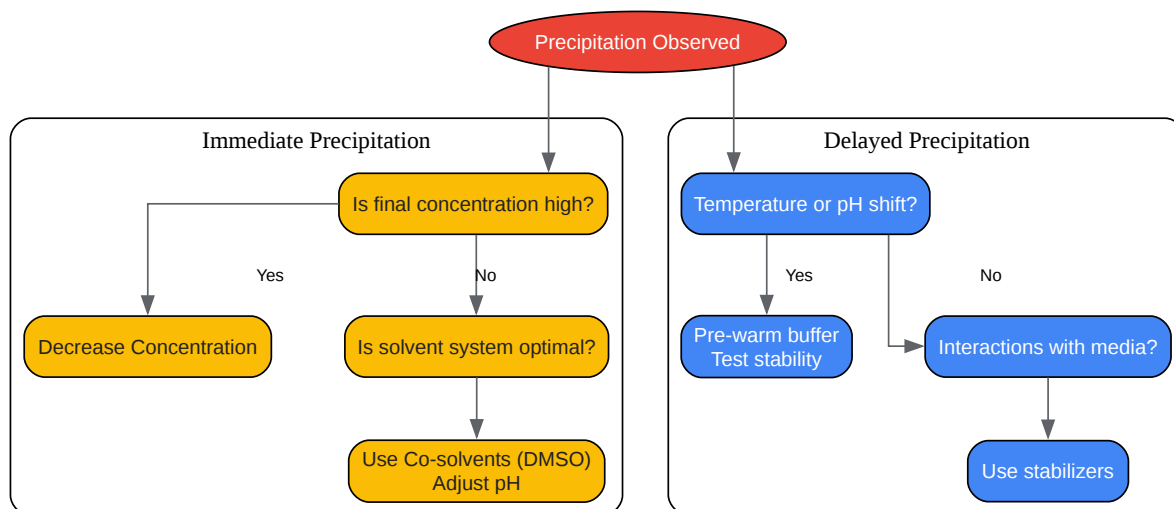 Precipitation Observed
Immediate Precipitation
Is final concentration high?
Yes
No
Decrease Concentration
Is solvent system optimal?
Use Co-solvents (DMSO)
Adjust pH
Delayed Precipitation
Temperature or pH shift?
Yes
No
Pre-warm buffer
Test stability
Interactions with media?
Use stabilizers